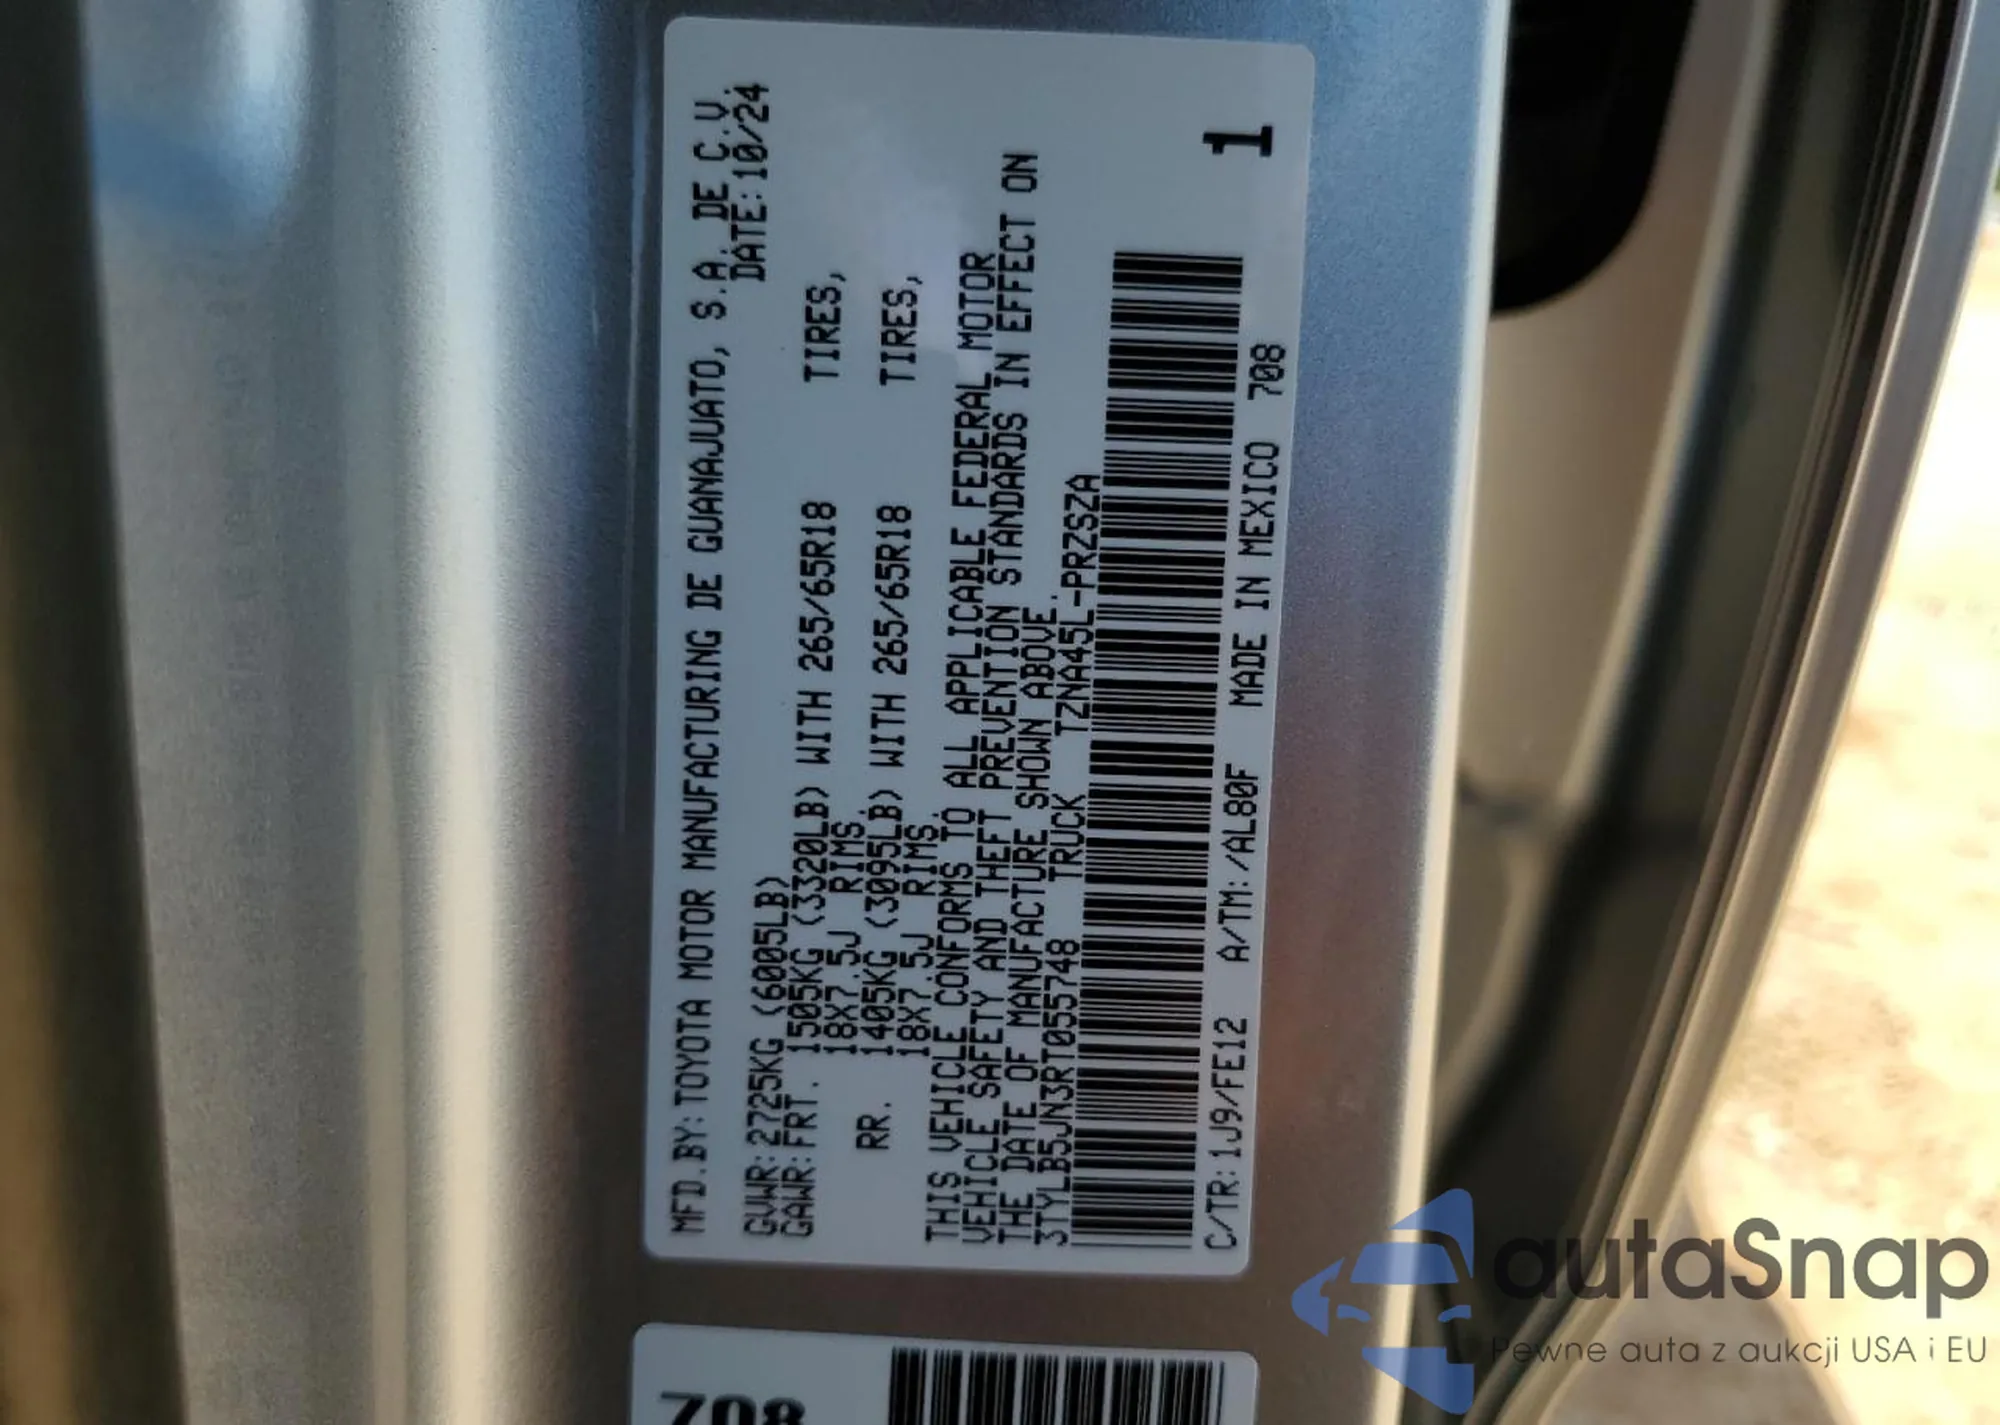 MFD.BY:TOYOTA MOTOR MANUFACTURING DE GUANAJUATO, S.A. DE C.V.
DATE:10/24
GVWR:2725KG (6005LB)
GAWR:FRT. 1505KG (3320LB) WITH 265/65R18 TIRES,
18X7.5J RIMS,
RR. 1405KG (3095LB) WITH 265/65R18 TIRES,
18X7.5J RIMS.
THIS VEHICLE CONFORMS TO ALL APPLICABLE FEDERAL MOTOR
VEHICLE SAFETY AND THEFT PREVENTION STANDARDS IN EFFECT ON
THE DATE OF MANUFACTURE SHOWN ABOVE.
3TYLB5JN3RT055748 TRUCK TZNA45L-PRZSZA
1
C/TR:1J9/FE12 A/TM:/AL80F MADE IN MEXICO 708
708
autaSnap
Pewne auta z aukcji USA i EU